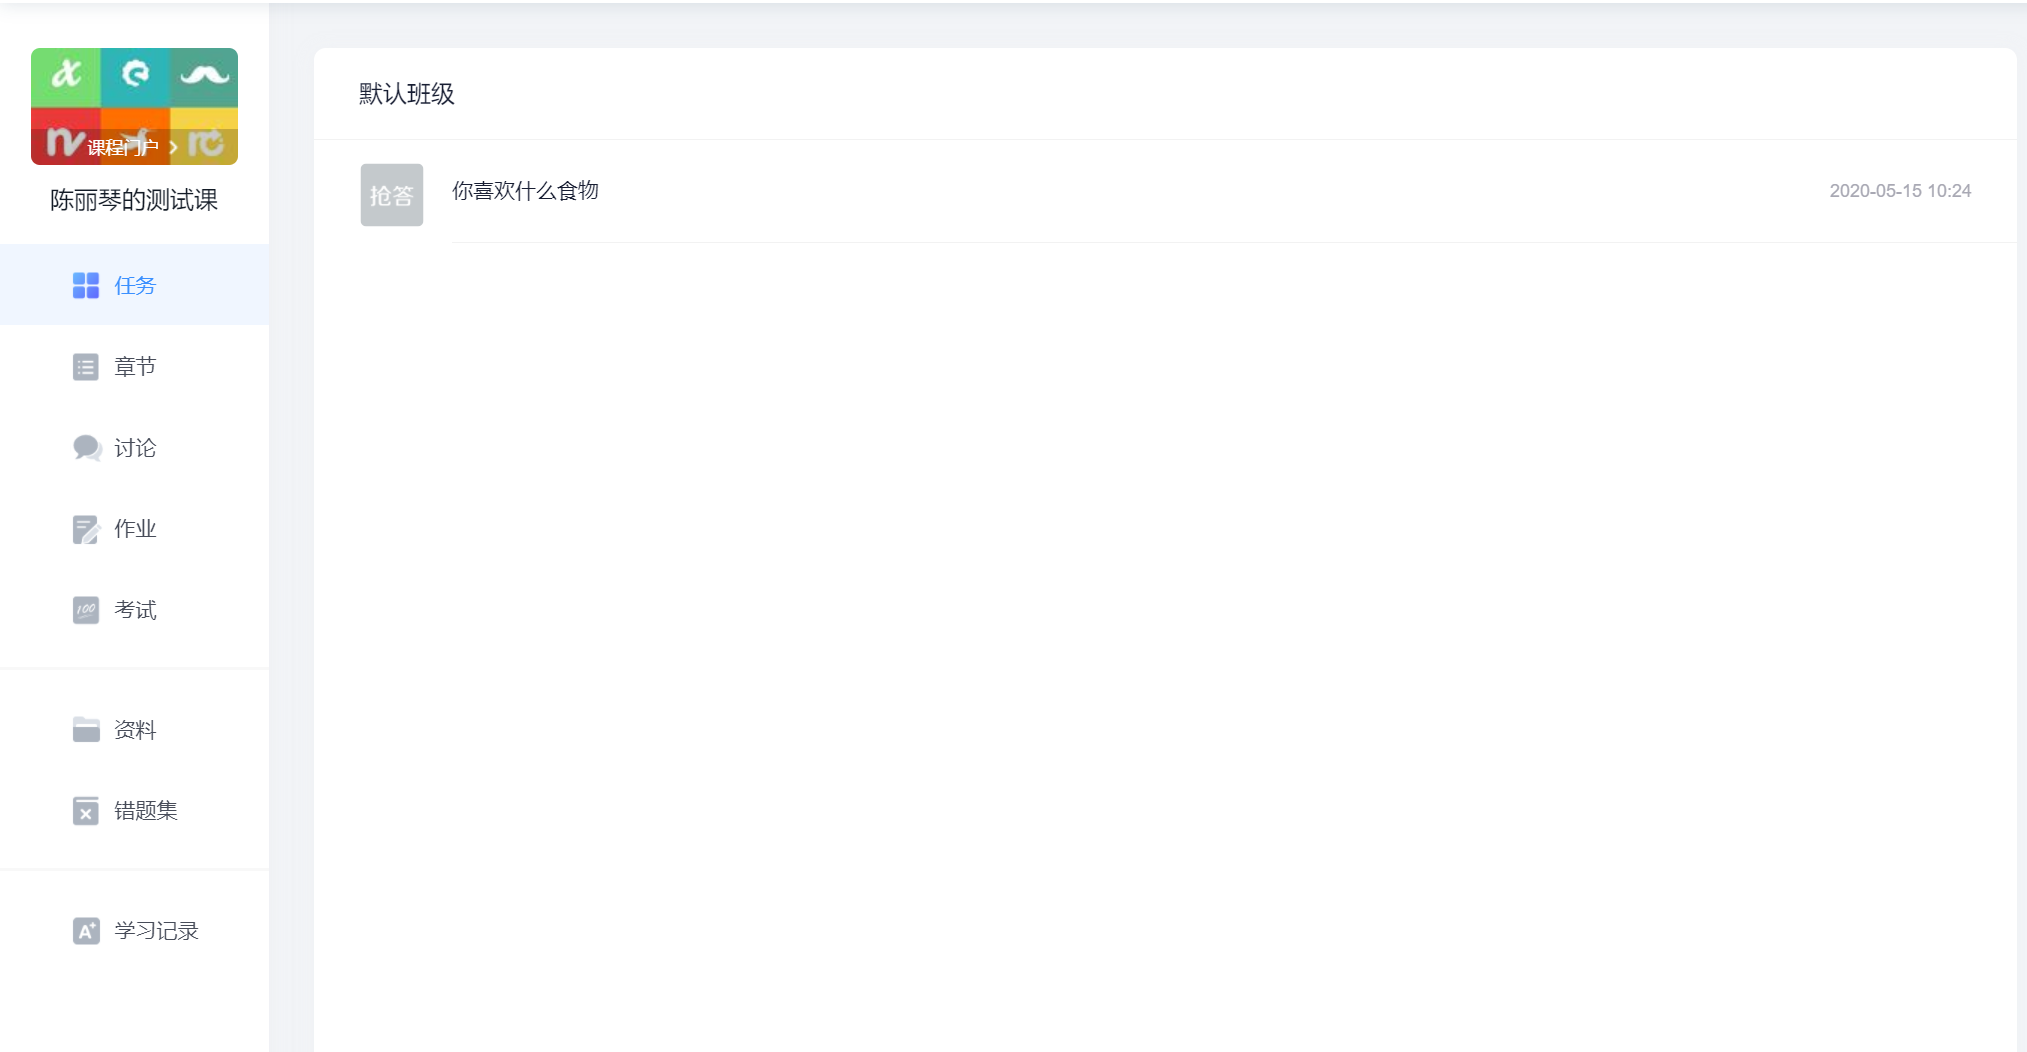 课程门户
陈丽琴的测试课
任务
章节
讨论
作业
100 考试
资料
错题集
A+ 学习记录
默认班级
抢答 你喜欢什么食物 2020-05-15 10:24